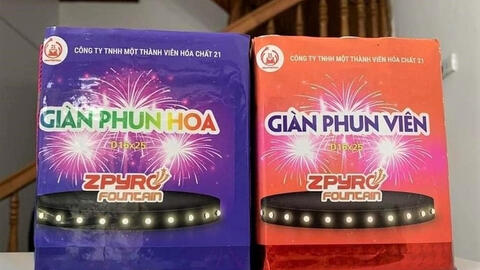 CÔNG TY TNHH MỘT THÀNH VIÊN HÓA CHẤT 21
GIÀN PHUN HOA
D16x25
ZPYRO
FOUNTAIN
CÔNG TY TNHH MỘT THÀNH VIÊN HÓA CHẤT 21
GIÀN PHUN VIÊN
D16x25
ZPYRO
FOUNTAIN